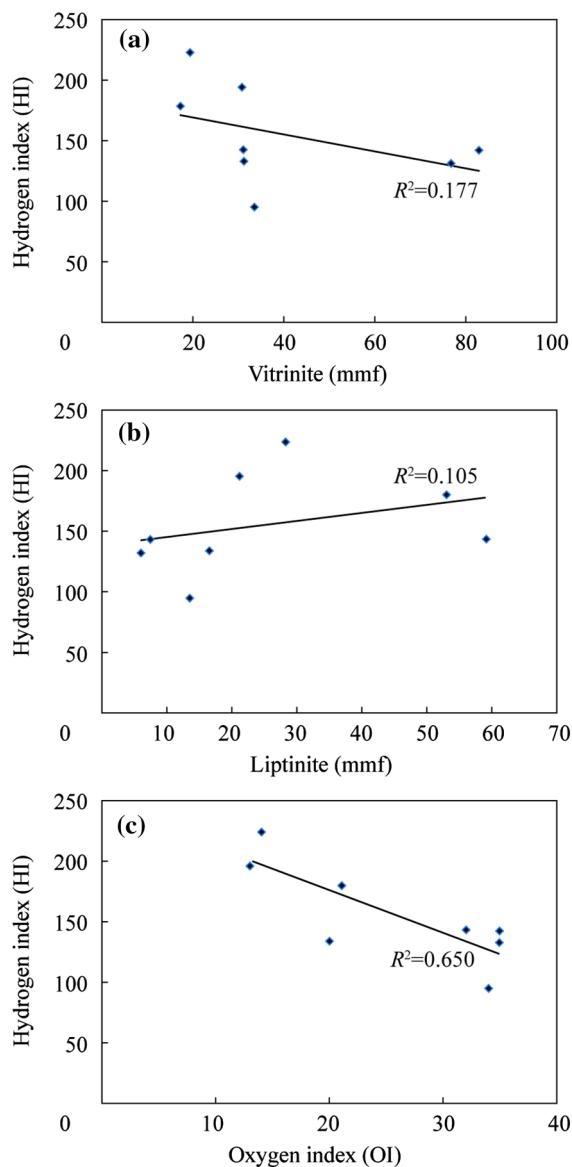 (a)
Hydrogen index (HI)
250
200
150
100
50
0
R²=0.177
20 40 60 80 100
Vitrinite (mmf)
(b)
Hydrogen index (HI)
250
200
150
100
50
0
R²=0.105
10 20 30 40 50 60 70
Liptinite (mmf)
(c)
Hydrogen index (HI)
250
200
150
100
50
0
R²=0.650
10 20 30 40
Oxygen index (OI)